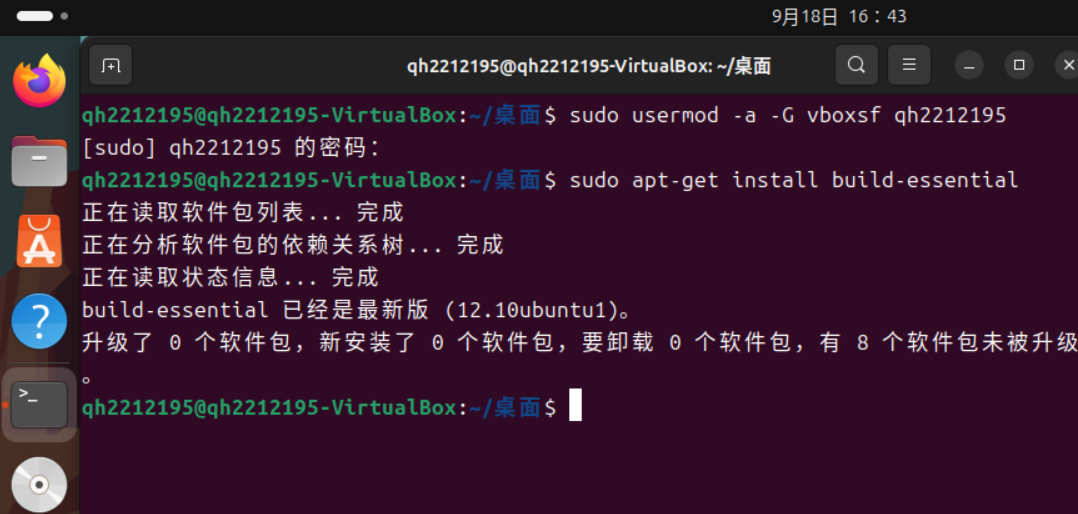 9月18日 16：43
qh2212195@qh2212195-VirtualBox: ~/桌面
qh2212195@qh2212195-VirtualBox:~/桌面$ sudo usermod -a -G vboxsf qh2212195
[sudo] qh2212195 的密码：
qh2212195@qh2212195-VirtualBox:~/桌面$ sudo apt-get install build-essential
正在读取软件包列表... 完成
正在分析软件包的依赖关系树... 完成
正在读取状态信息... 完成
build-essential 已经是最新版 (12.10ubuntu1)。
升级了 0 个软件包，新安装了 0 个软件包，要卸载 0 个软件包，有 8 个软件包未被升级
。
qh2212195@qh2212195-VirtualBox:~/桌面$